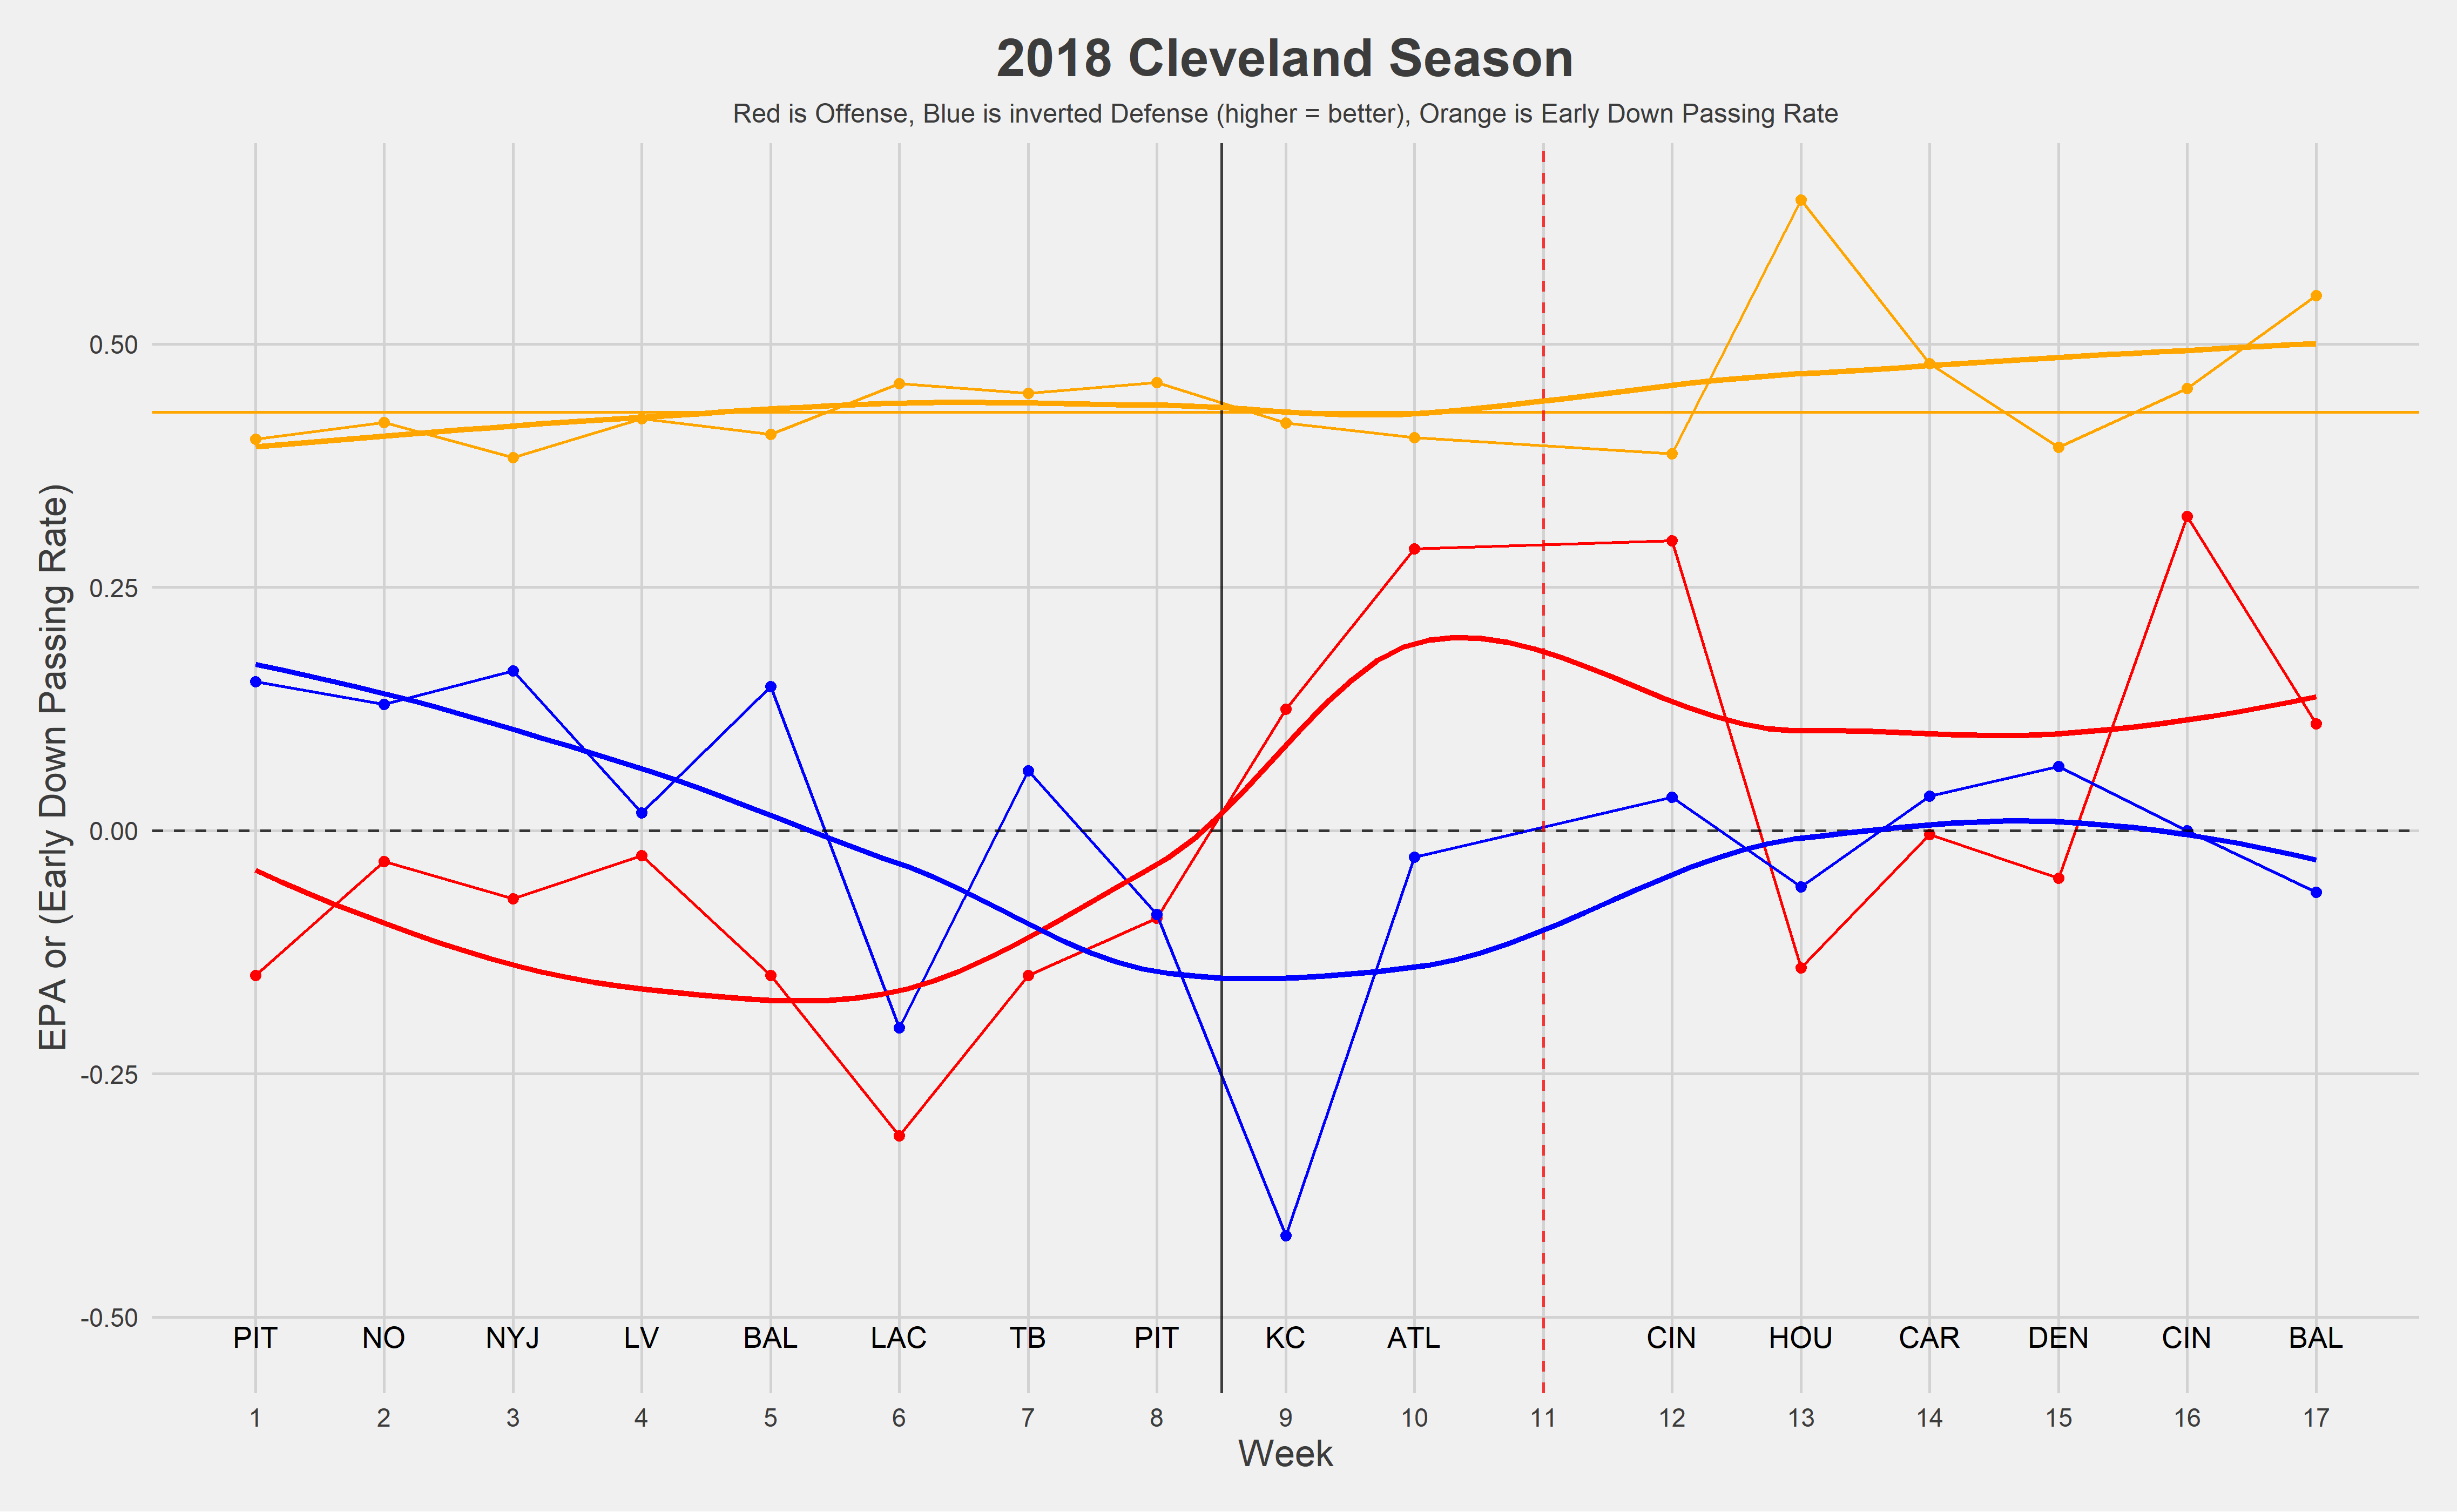 2018 Cleveland Season
Red is Offense, Blue is inverted Defense (higher = better), Orange is Early Down Passing Rate
EPA or (Early Down Passing Rate)
0.50
0.25
0.00
-0.25
-0.50
PIT NO NYJ LV BAL LAC TB PIT KC ATL CIN HOU CAR DEN CIN BAL
1 2 3 4 5 6 7 8 9 10 11 12 13 14 15 16 17
Week